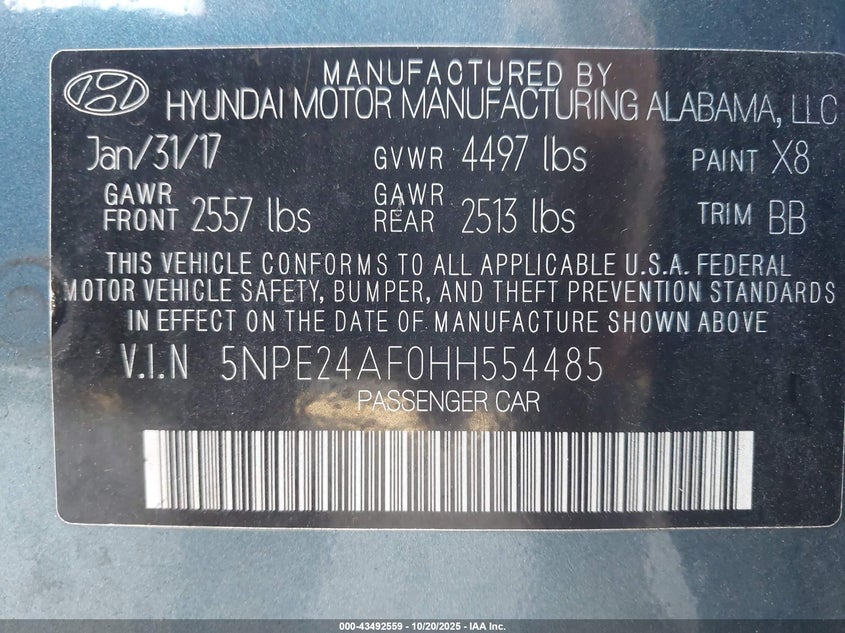 MANUFACTURED BY
HYUNDAI MOTOR MANUFACTURING ALABAMA, LLC
Jan/31/17 GVWR 4497 lbs PAINT X8
GAWR FRONT 2557 lbs GAWR REAR 2513 lbs TRIM BB
THIS VEHICLE CONFORMS TO ALL APPLICABLE U.S.A. FEDERAL
MOTOR VEHICLE SAFETY, BUMPER, AND THEFT PREVENTION STANDARDS
IN EFFECT ON THE DATE OF MANUFACTURE SHOWN ABOVE
V.I.N 5NPE24AF0HH554485
PASSENGER CAR
000-43492559 - 10/20/2025 - IAA Inc.